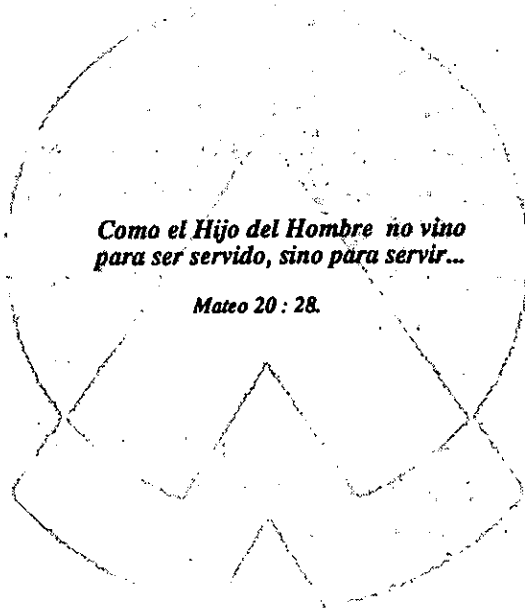 Como el Hijo del Hombre no vino
para ser servido, sino para servir...
Mateo 20 : 28.